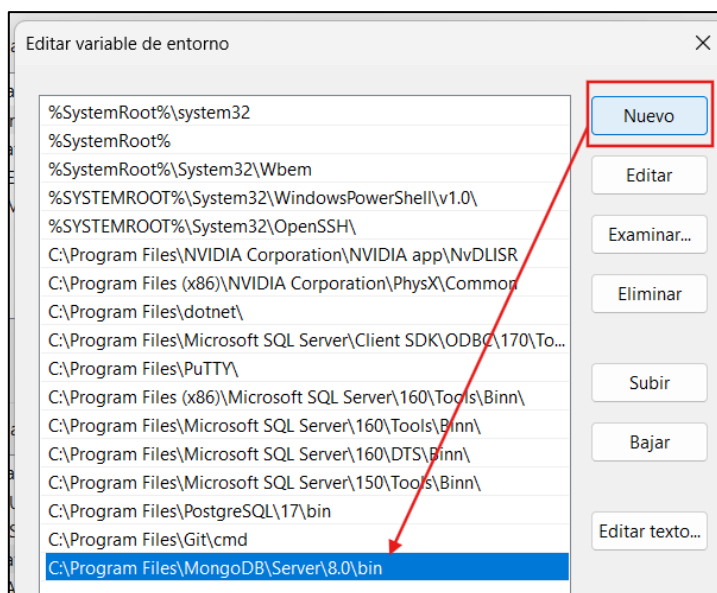 Editar variable de entorno
%SystemRoot%\system32
%SystemRoot%
%SystemRoot%\System32\Wbem
%SYSTEMROOT%\System32\WindowsPowerShell\v1.0\
%SYSTEMROOT%\System32\OpenSSH\
C:\Program Files\NVIDIA Corporation\NVIDIA app\NvDLISR
C:\Program Files (x86)\NVIDIA Corporation\PhysX\Common
C:\Program Files\dotnet\
C:\Program Files\Microsoft SQL Server\Client SDK\ODBC\170\To...
C:\Program Files\PuTTY\
C:\Program Files (x86)\Microsoft SQL Server\160\Tools\Binn\
C:\Program Files\Microsoft SQL Server\160\Tools\Binn\
C:\Program Files\Microsoft SQL Server\160\DTS\Binn\
C:\Program Files\Microsoft SQL Server\150\Tools\Binn\
C:\Program Files\PostgreSQL\17\bin
C:\Program Files\Git\cmd
C:\Program Files\MongoDB\Server\8.0\bin
Nuevo
Editar
Examinar...
Eliminar
Subir
Bajar
Editar texto...